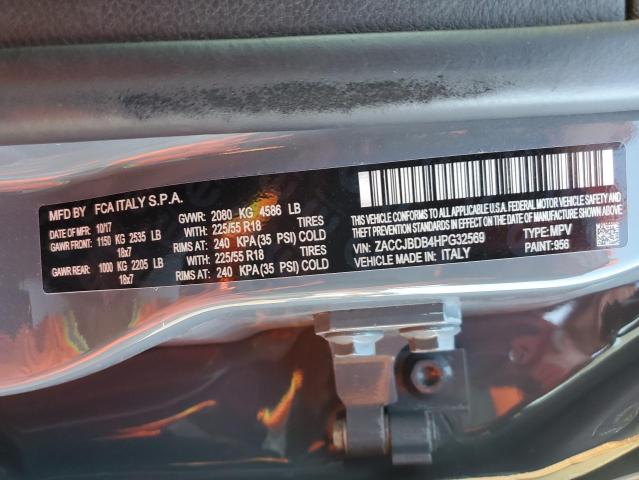 MFD BY FCA ITALY S.P.A.
DATE OF MFR: 10/17 GVWR: 2080 KG 4586 LB
GAWR FRONT: 1150 KG 2535 LB WITH: 225/55 R18 TIRES
18x7 RIMS AT: 240 KPA(35 PSI) COLD
GAWR REAR: 1000 KG 2205 LB WITH: 225/55 R18 TIRES
18x7 RIMS AT: 240 KPA(35 PSI) COLD
THIS VEHICLE CONFORMS TO ALL APPLICABLE U.S.A. FEDERAL MOTOR VEHICLE SAFETY,
BUMPER, AND THEFT PREVENTION STANDARDS IN EFFECT ON THE DATE OF MANUFACTURE SHOWN ABOVE.
VIN: ZACCJBDB4HPG32569 TYPE: MPV
VEHICLE MADE IN: ITALY PAINT: 956